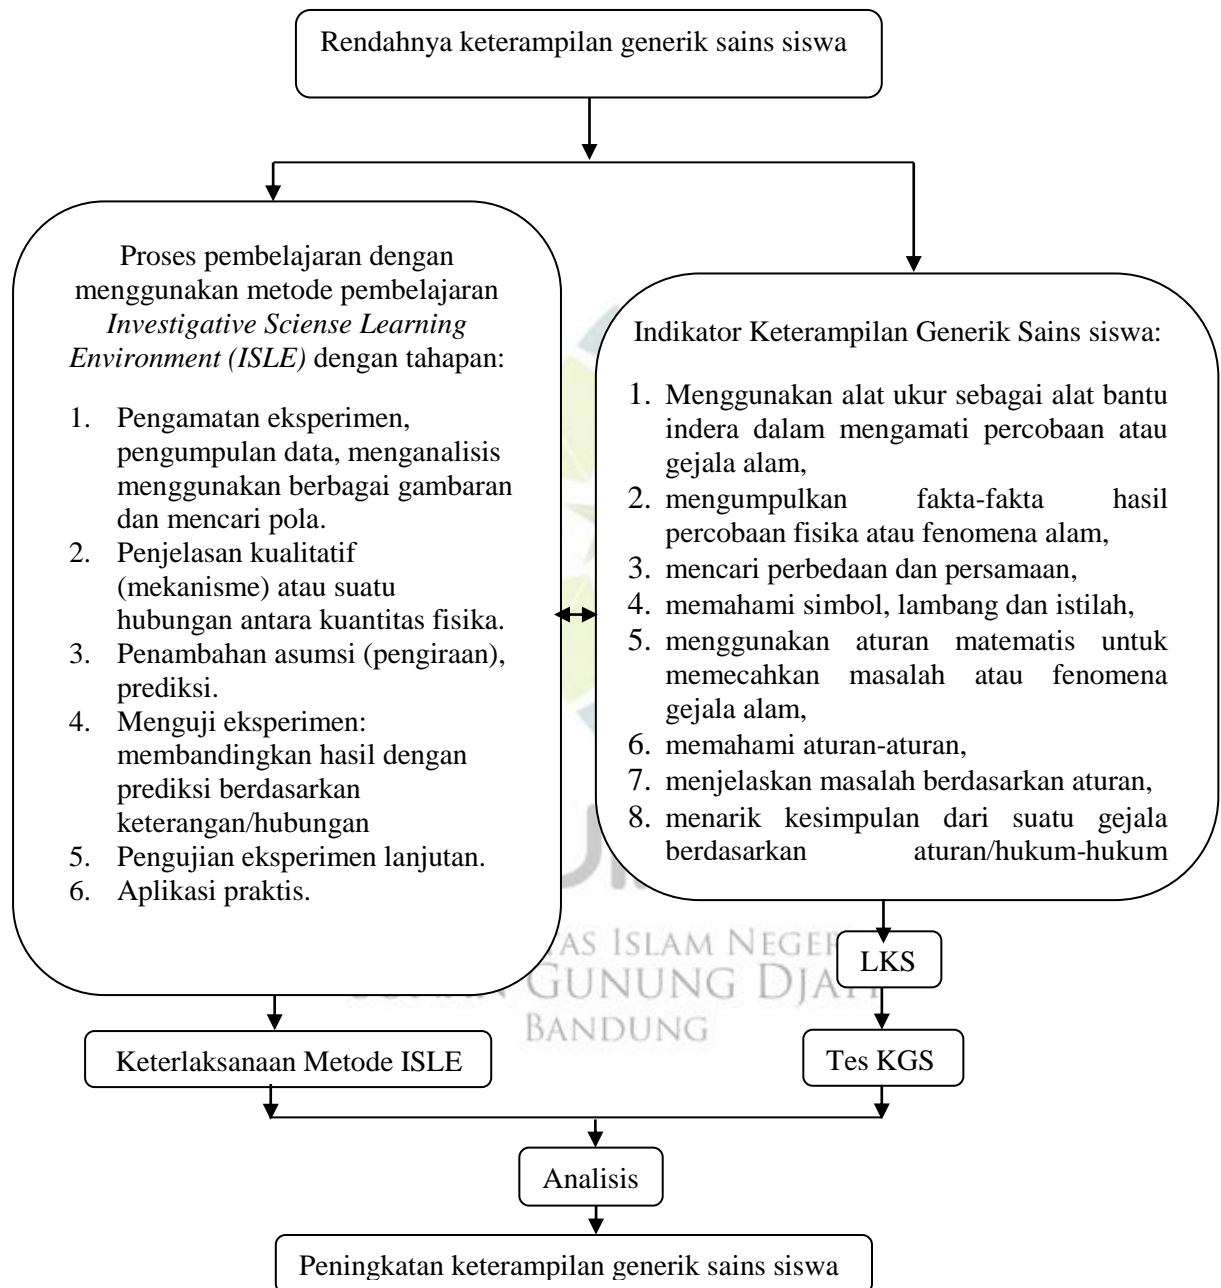 Rendahnya keterampilan generik sains siswa
Proses pembelajaran dengan
menggunakan metode pembelajaran
Investigative Sciense Learning
Environment (ISLE) dengan tahapan:
1. Pengamatan eksperimen,
pengumpulan data, menganalisis
menggunakan berbagai gambaran
dan mencari pola.
2. Penjelasan kualitatif
(mekanisme) atau suatu
hubungan antara kuantitas fisika.
3. Penambahan asumsi (pengiraan),
prediksi.
4. Menguji eksperimen:
membandingkan hasil dengan
prediksi berdasarkan
keterangan/hubungan
5. Pengujian eksperimen lanjutan.
6. Aplikasi praktis.
Indikator Keterampilan Generik Sains siswa:
1. Menggunakan alat ukur sebagai alat bantu
indera dalam mengamati percobaan atau
gejala alam,
2. mengumpulkan fakta-fakta hasil
percobaan fisika atau fenomena alam,
3. mencari perbedaan dan persamaan,
4. memahami simbol, lambang dan istilah,
5. menggunakan aturan matematis untuk
memecahkan masalah atau fenomena
gejala alam,
6. memahami aturan-aturan,
7. menjelaskan masalah berdasarkan aturan,
8. menarik kesimpulan dari suatu gejala
berdasarkan aturan/hukum-hukum
ISLAM
GUNUNG
BANDUNG
LKS
Keterlaksanaan Metode ISLE
Tes KGS
Analisis
Peningkatan keterampilan generik sains siswa